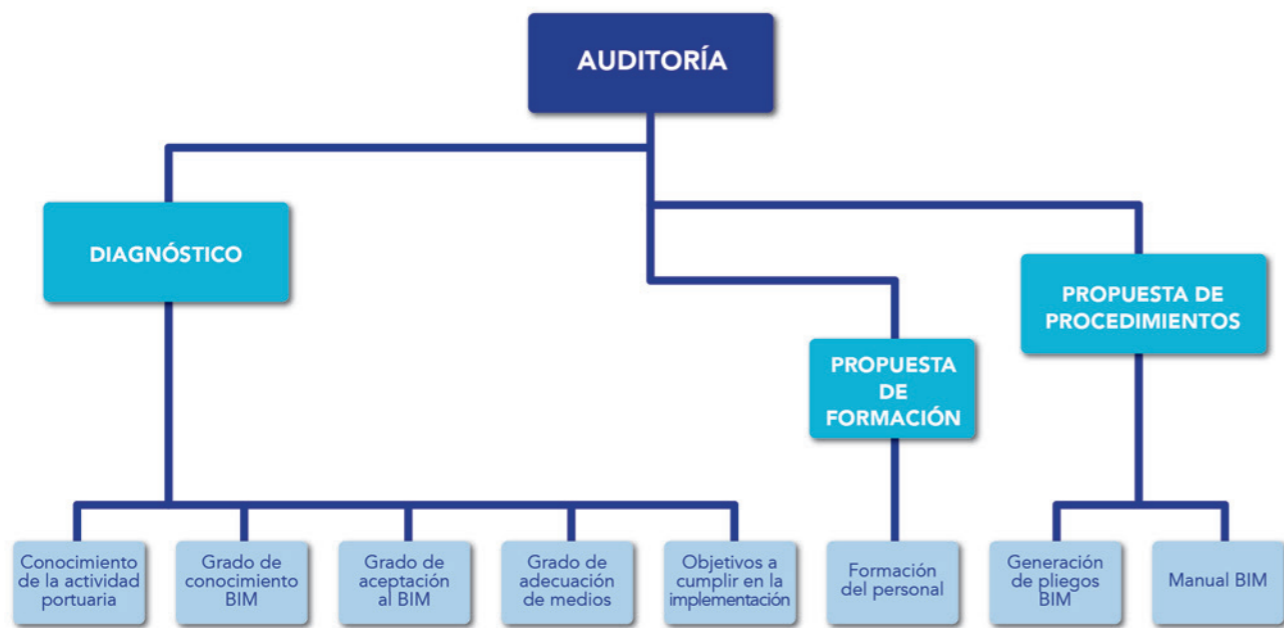 AUDITORÍA
DIAGNÓSTICO
PROPUESTA DE
PROCEDIMIENTOS
PROPUESTA
DE
FORMACIÓN
Conocimiento
de la actividad
portuaria
Grado de
conocimiento
BIM
Grado de
aceptación
al BIM
Grado de
adecuación
de medios
Objetivos a
cumplir en la
implementación
Formación
del personal
Generación
de pliegos
BIM
Manual BIM